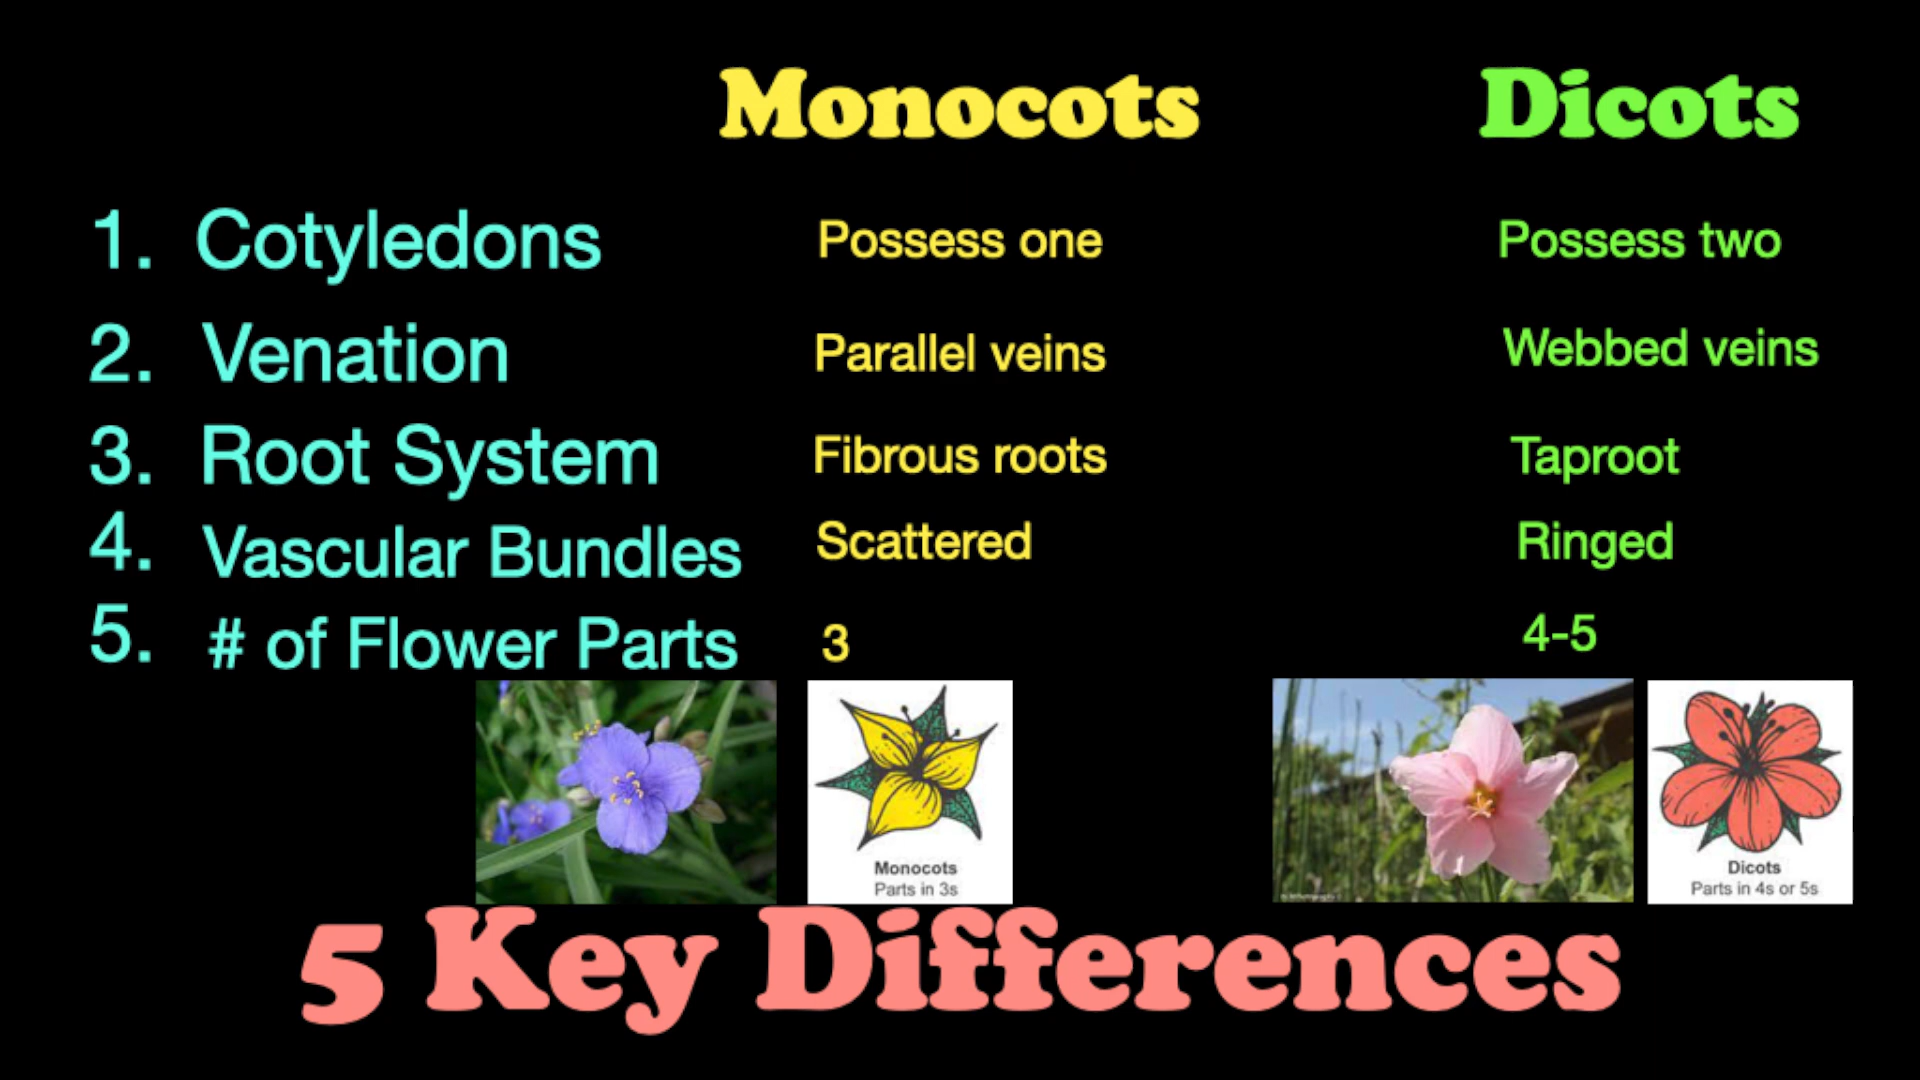 Monocots Dicots
1. Cotyledons Possess one Possess two
2. Venation Parallel veins Webbed veins
3. Root System Fibrous roots Taproot
4. Vascular Bundles Scattered Ringed
5. # of Flower Parts 3 4-5
Monocots
Parts in 3s
Dicots
Parts in 4s or 5s
5 Key Differences